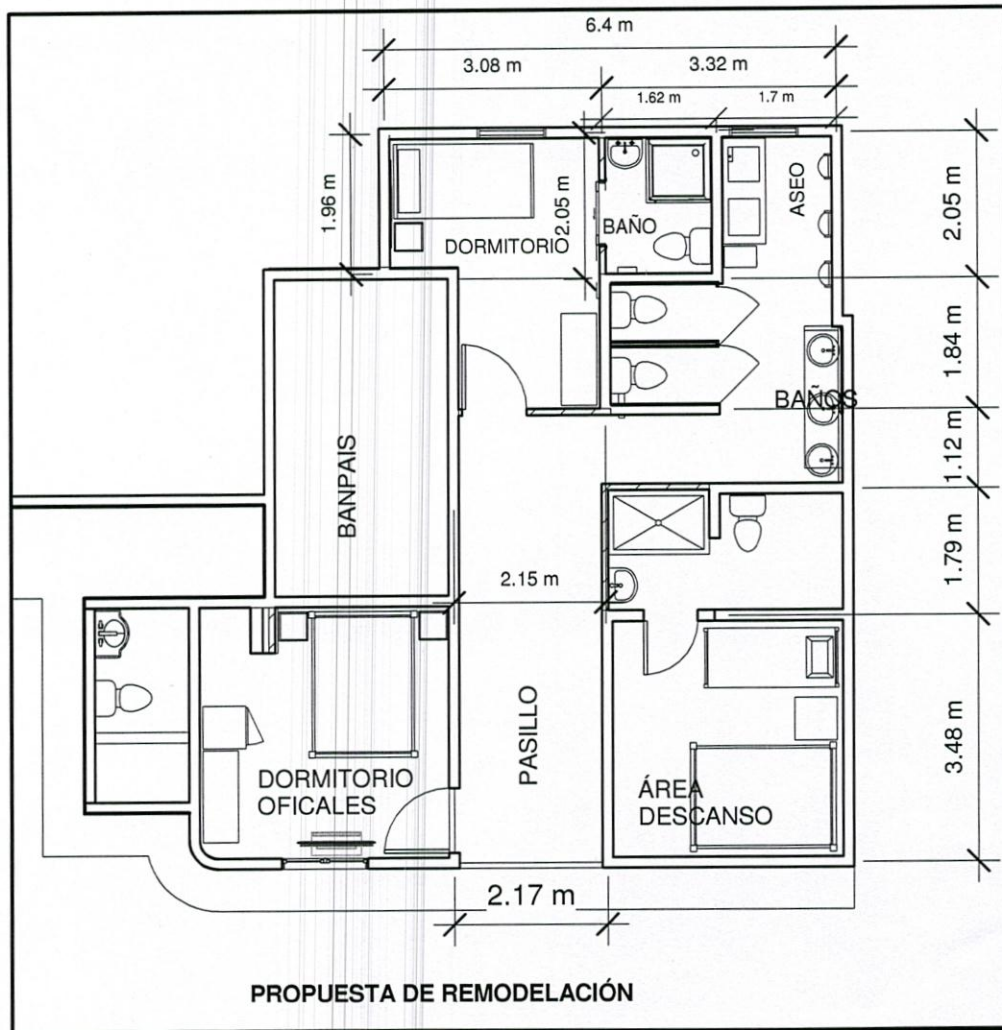 6.4 m
3.08 m
3.32 m
1.62 m
1.7 m
1.96 m
2.05 m
DORMITORIO
BAÑO
ASEO
2.05 m
1.84 m
BAÑOS
1.12 m
BANPAIS
2.15 m
1.79 m
PASILLO
DORMITORIO
OFICALES
ÁREA
DESCANSO
3.48 m
2.17 m
PROPUESTA DE REMODELACIÓN